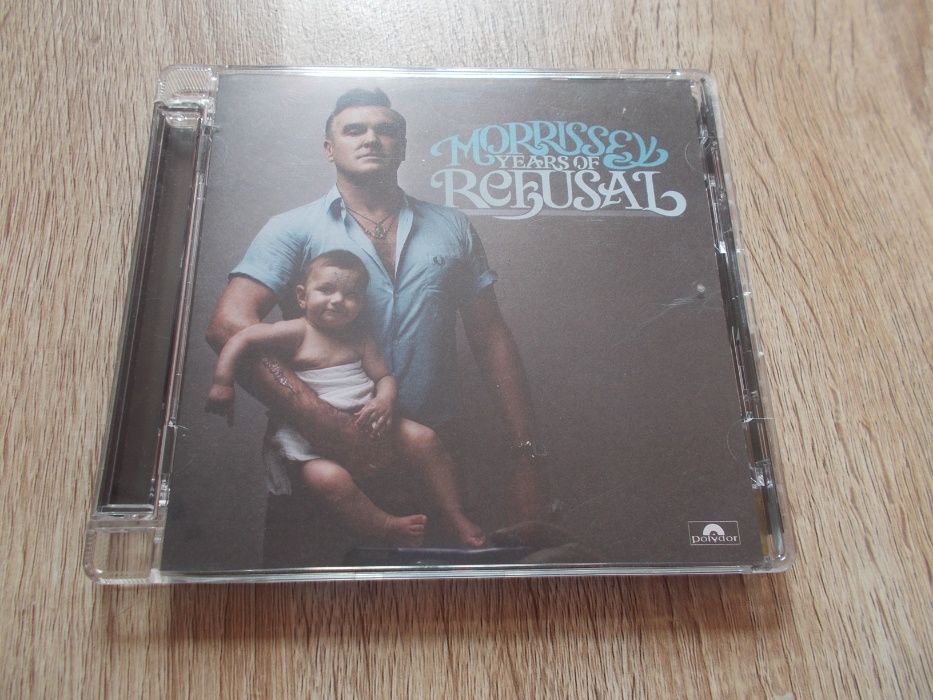 MORRISSEY
YEARS OF
REFUSAL
Polydor